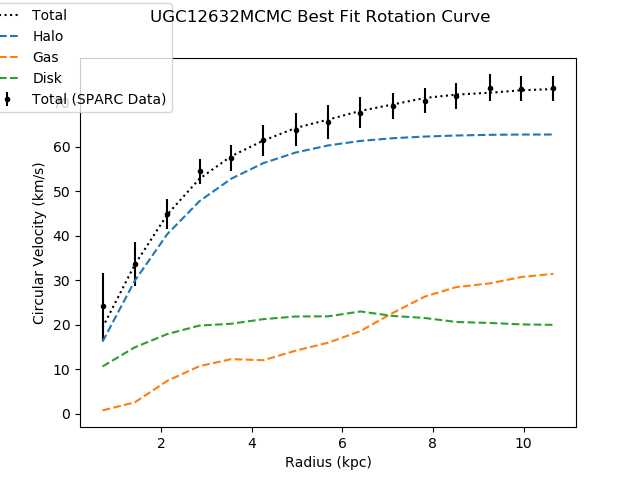 UGC12632MCMC Best Fit Rotation Curve
Total
Halo
Gas
Disk
Total (SPARC Data)
70
60
50
40
30
20
10
0
Circular Velocity (km/s)
2 4 6 8 10
Radius (kpc)